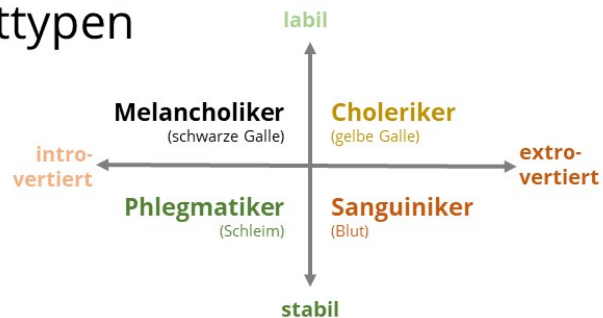 ttypen
labil
Melancholiker
(schwarze Galle)
Choleriker
(gelbe Galle)
intro-
vertiert
extro-
vertiert
Phlegmatiker
(Schleim)
Sanguiniker
(Blut)
stabil